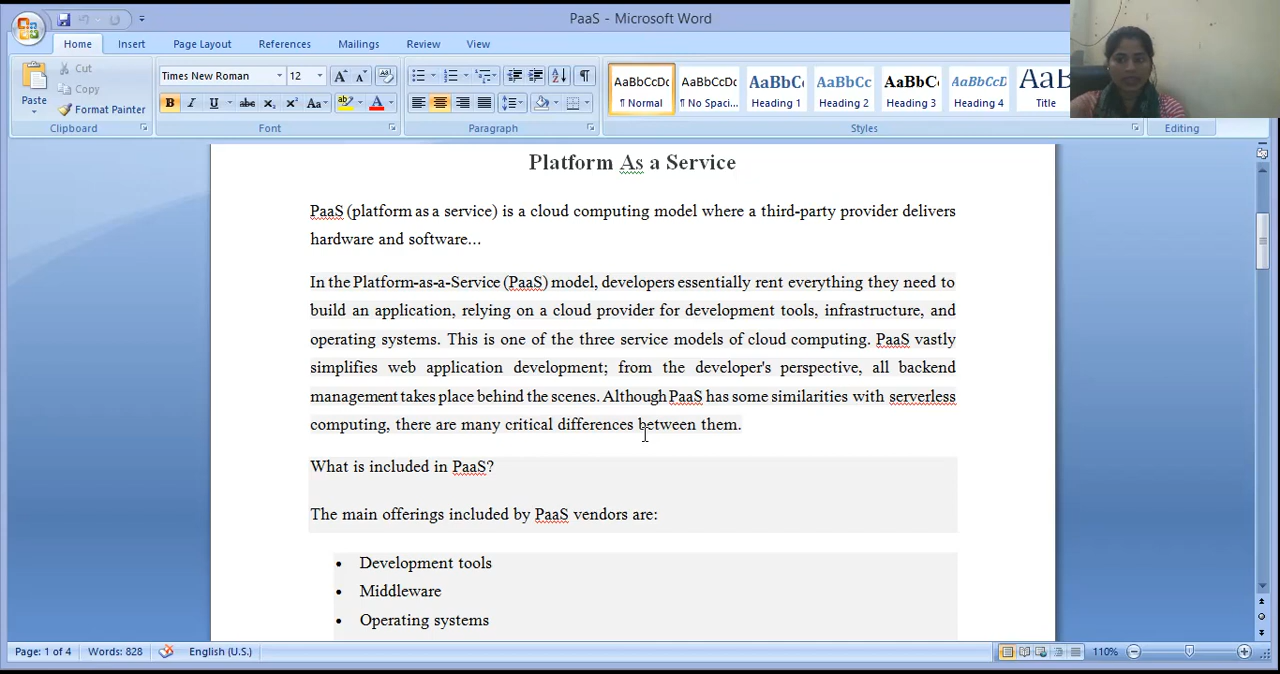 PaaS - Microsoft Word
Home Insert Page Layout References Mailings Review View
Paste Cut Copy Format Painter Clipboard
Times New Roman 12 Font
Paragraph
AaBbCcDc ¶ Normal AaBbCcDc ¶ No Spaci... AaBbC Heading 1 AaBbCc Heading 2 AaBbC Heading 3 AaBbCcD Heading 4 AaB Title
Styles Editing
Platform As a Service
PaaS (platform as a service) is a cloud computing model where a third-party provider delivers
hardware and software...
In the Platform-as-a-Service (PaaS) model, developers essentially rent everything they need to
build an application, relying on a cloud provider for development tools, infrastructure, and
operating systems. This is one of the three service models of cloud computing. PaaS vastly
simplifies web application development; from the developer's perspective, all backend
management takes place behind the scenes. Although PaaS has some similarities with serverless
computing, there are many critical differences between them.
What is included in PaaS?
The main offerings included by PaaS vendors are:
• Development tools
• Middleware
• Operating systems
Page: 1 of 4 Words: 828 English (U.S.) 110%